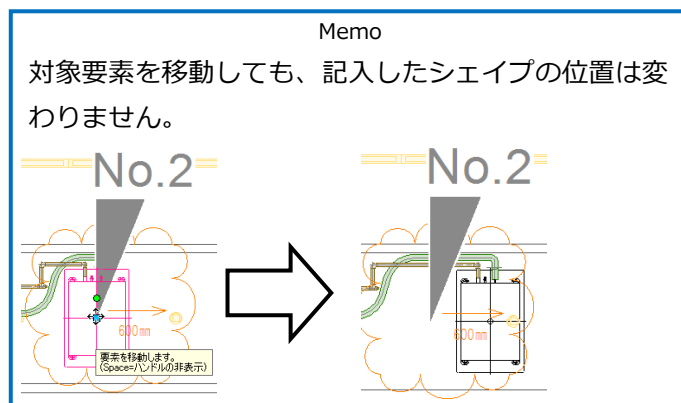 Memo
対象要素を移動しても、記入したシェイプの位置は変
わりません。
No.2
600mm
要素を移動します。
(Space=ハンドルの非表示)
No.2
600mm